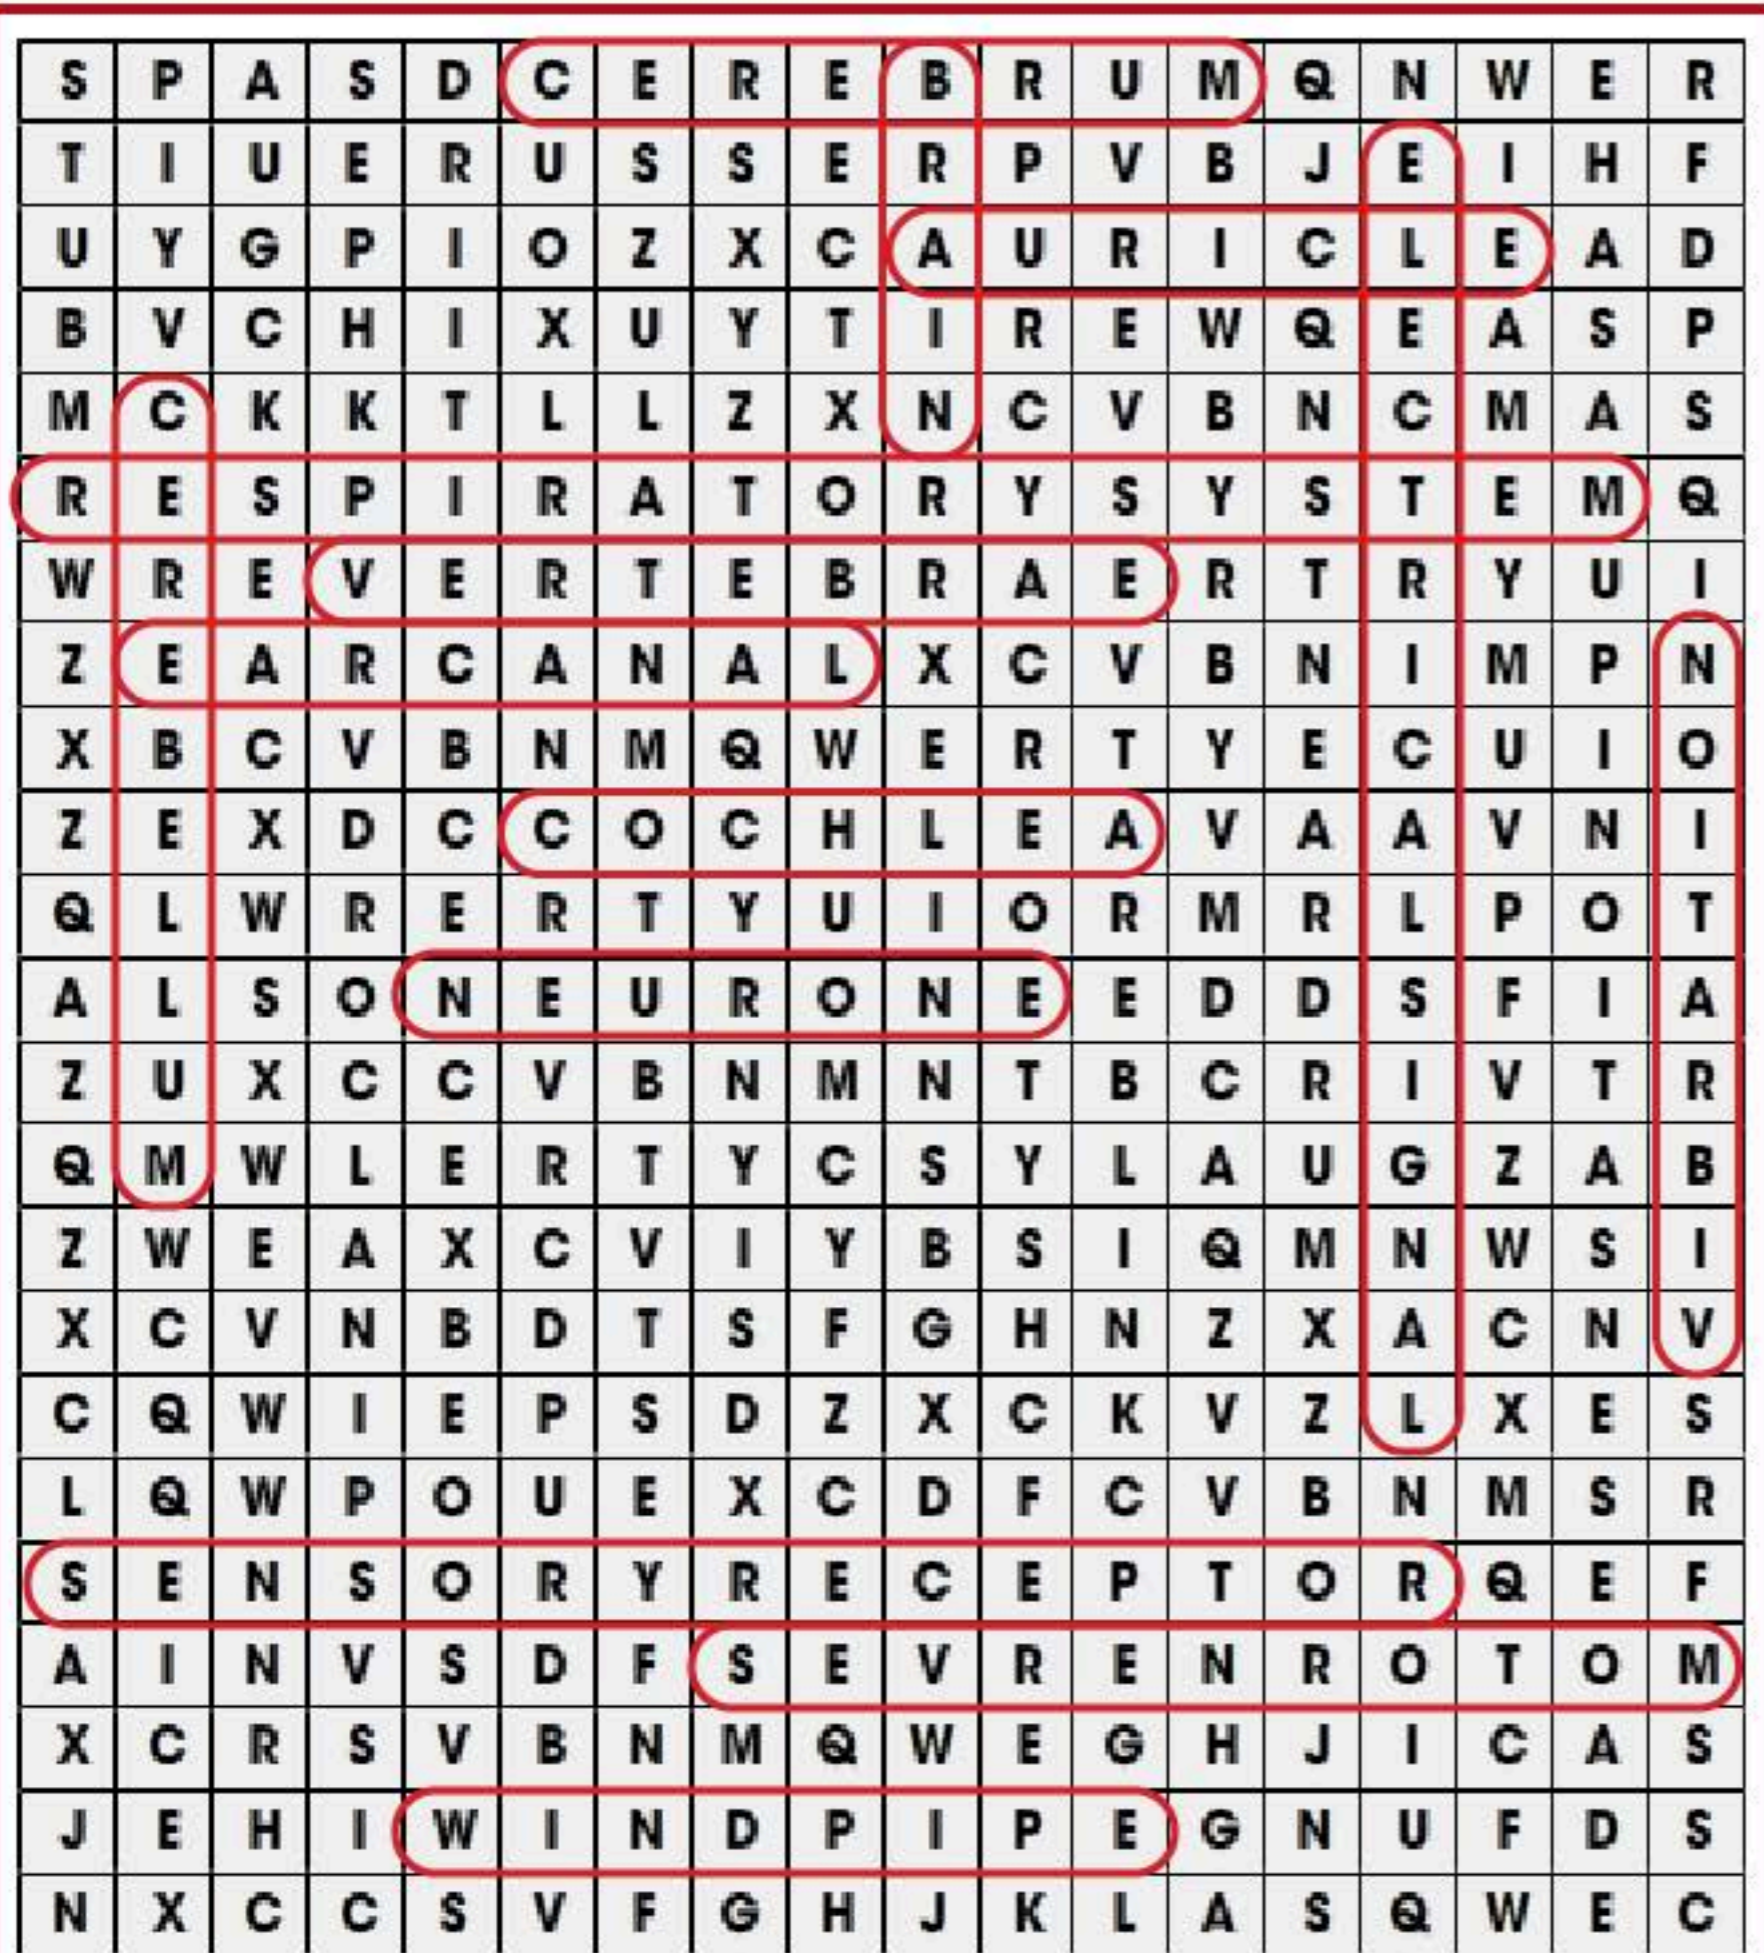 S P A S D C E R E B R U M Q N W E R
T I U E R U S S E R P V B J E I H F
U Y G P I O Z X C A U R I C L E A D
B V C H I X U Y T I R E W Q E A S P
M C K K T L L Z X N C V B N C M A S
R E S P I R A T O R Y S Y S T E M Q
W R E V E R T E B R A E R T R Y U I
Z E A R C A N A L X C V B N I M P N
X B C V B N M Q W E R T Y E C U I O
Z E X D C C O C H L E A V A A V N I
Q L W R E R T Y U I O R M R L P O T
A L S O N E U R O N E E D D S F I A
Z U X C C V B N M N T B C R I V T R
Q M W L E R T Y C S Y L A U G Z A B
Z W E A X C V I Y B S I Q M N W S I
X C V N B D T S F G H N Z X A C N V
C Q W I E P S D Z X C K V Z L X E S
L Q W P O U E X C D F C V B N M S R
S E N S O R Y R E C E P T O R Q E F
A I N V S D F S E V R E N R O T O M
X C R S V B N M Q W E G H J I C A S
J E H I W I N D P I P E G N U F D S
N X C C S V F G H J K L A S Q W E C